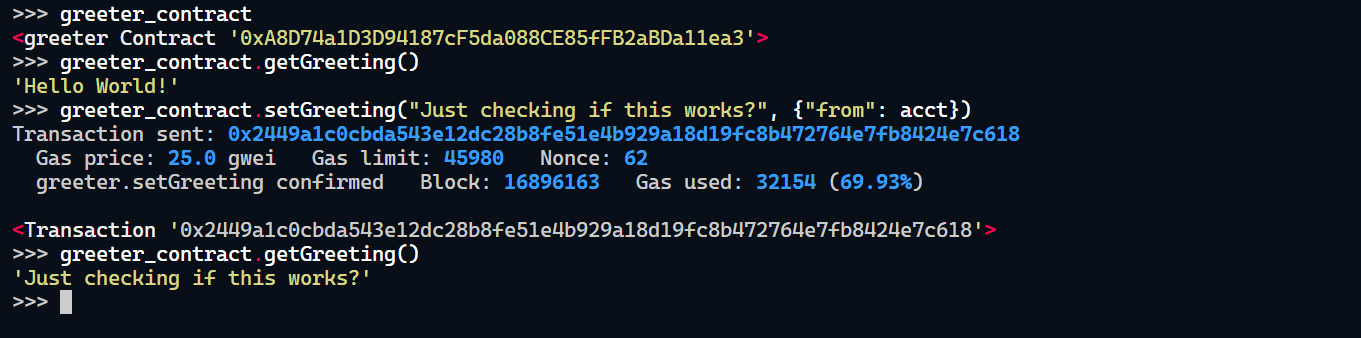 >>> greeter_contract
<greeter Contract '0xA8D74a1D3D94187cF5da088CE85fFB2aBDa11ea3'>
>>> greeter_contract.getGreeting()
'Hello World!'
>>> greeter_contract.setGreeting("Just checking if this works?", {"from": acct})
Transaction sent: 0x2449a1c0cbda543e12dc28b8fe51e4b929a18d19fc8b472764e7fb8424e7c618
  Gas price: 25.0 gwei   Gas limit: 45980   Nonce: 62
  greeter.setGreeting confirmed   Block: 16896163   Gas used: 32154 (69.93%)
<Transaction '0x2449a1c0cbda543e12dc28b8fe51e4b929a18d19fc8b472764e7fb8424e7c618'>
>>> greeter_contract.getGreeting()
'Just checking if this works?'
>>>